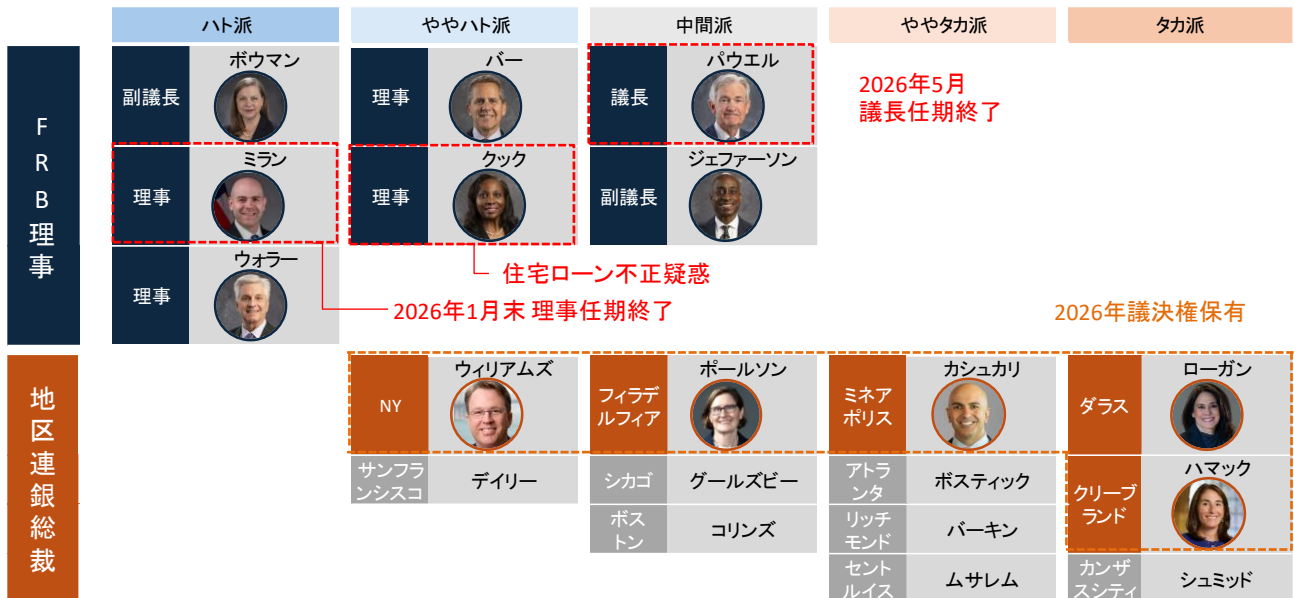 ハト派
ややハト派
中間派
ややタカ派
タカ派
FRB理事
副議長
ボウマン
理事
バー
議長
パウエル
2026年5月
議長任期終了
理事
ミラン
理事
クック
副議長
ジェファーソン
理事
ウォラー
住宅ローン不正疑惑
2026年1月末 理事任期終了
2026年議決権保有
地区連銀総裁
NY
ウィリアムズ
フィラデ
ルフィア
ポールソン
ミネア
ポリス
カシュカリ
ダラス
ローガン
サンフラ
ンシスコ
デイリー
シカゴ
グールズビー
アトラ
ンタ
ボスティック
クリーブ
ランド
ハマック
ボス
トン
コリンズ
リッチ
モンド
バーキン
セント
ルイス
ムサレム
カンザ
スシティ
シュミッド